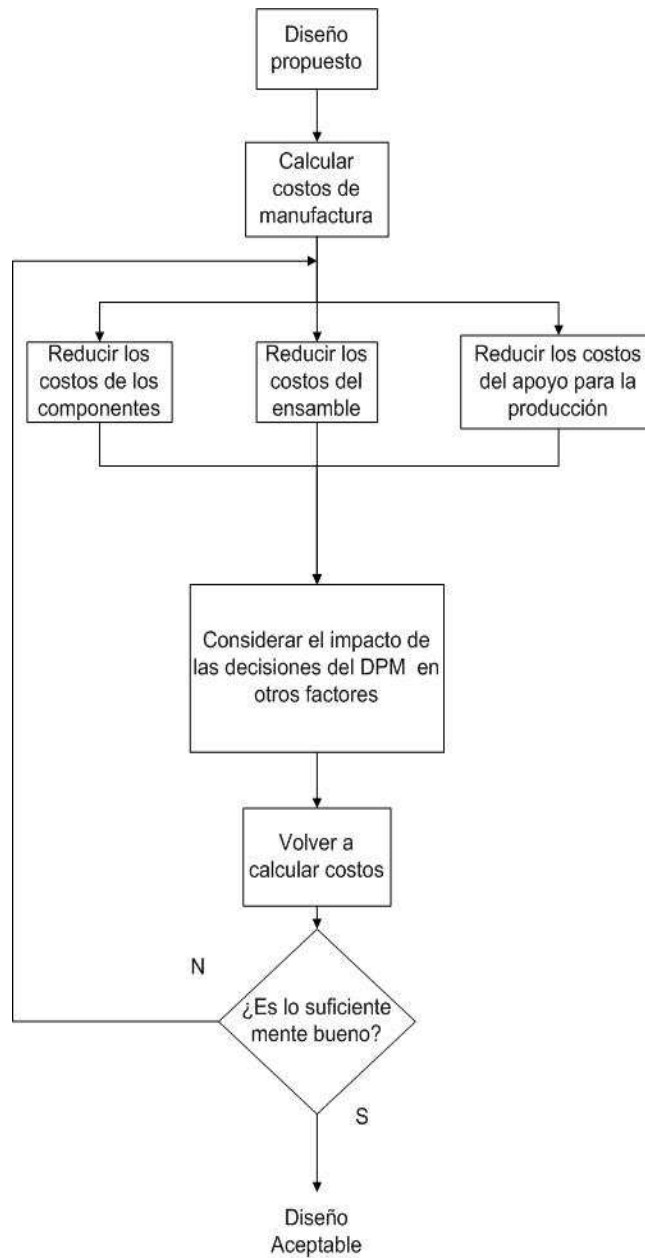 Diseño
propuesto
Calcular
costos de
manufactura
Reducir los
costos de los
componentes
Reducir los
costos del
ensamble
Reducir los costos
del apoyo para la
producción
Considerar el impacto de
las decisiones del DPM en
otros factores
Volver a
calcular costos
N
¿Es lo suficiente
mente bueno?
S
Diseño
Aceptable